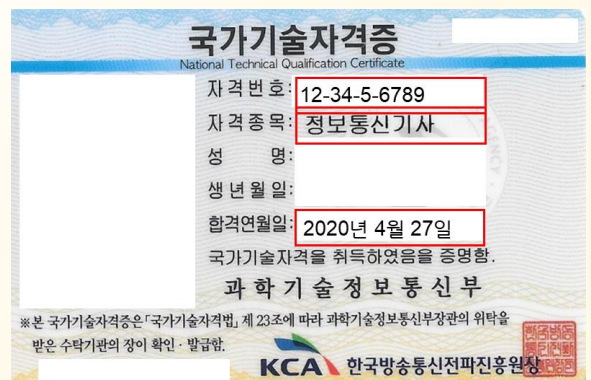 국가기술자격증
National Technical Qualification Certificate
자격번호: 12-34-5-6789
자격종목: 정보통신기사
성 명:
생년월일:
합격연월일: 2020년 4월 27일
국가기술자격을 취득하였음을 증명함.
과학기술정보통신부
※본 국가기술자격증은「국가기술자격법」제 23조에 따라 과학기술정보통신부장관의 위탁을
받은 수탁기관의 장이 확인 · 발급함.
KCA 한국방송통신전파진흥원장